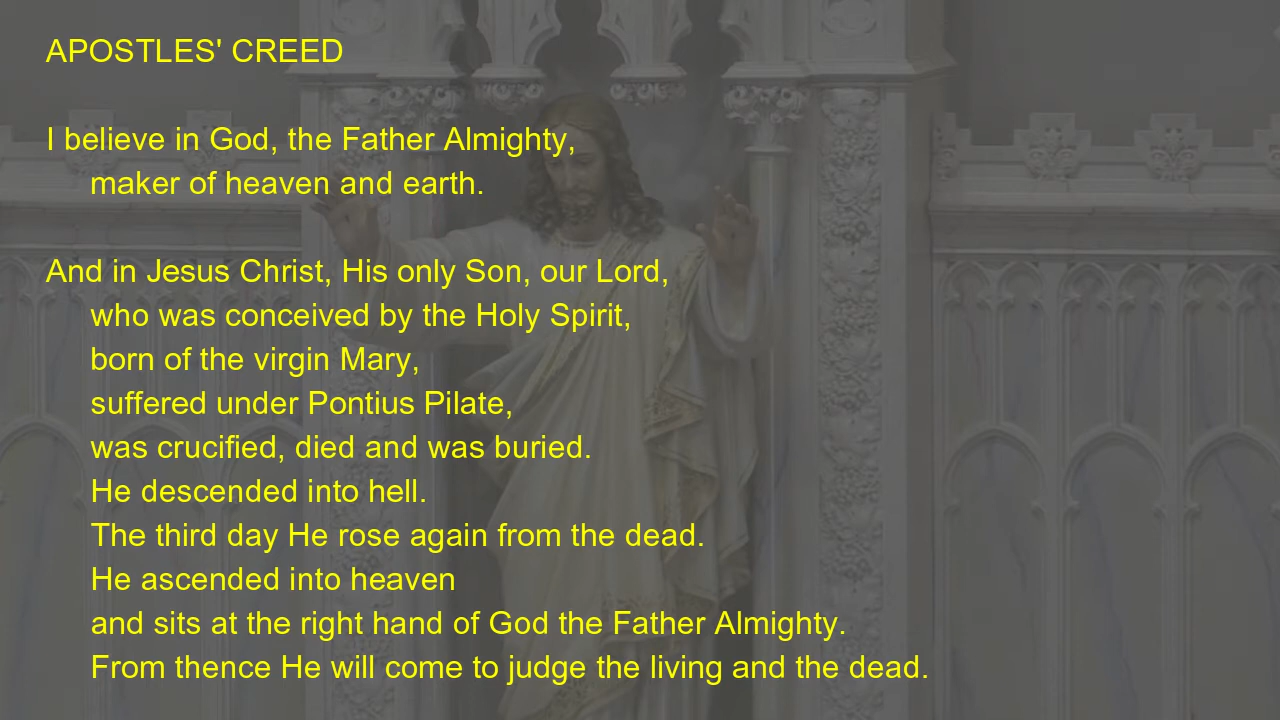 APOSTLES' CREED
I believe in God, the Father Almighty,
maker of heaven and earth.
And in Jesus Christ, His only Son, our Lord,
who was conceived by the Holy Spirit,
born of the virgin Mary,
suffered under Pontius Pilate,
was crucified, died and was buried.
He descended into hell.
The third day He rose again from the dead.
He ascended into heaven
and sits at the right hand of God the Father Almighty.
From thence He will come to judge the living and the dead.